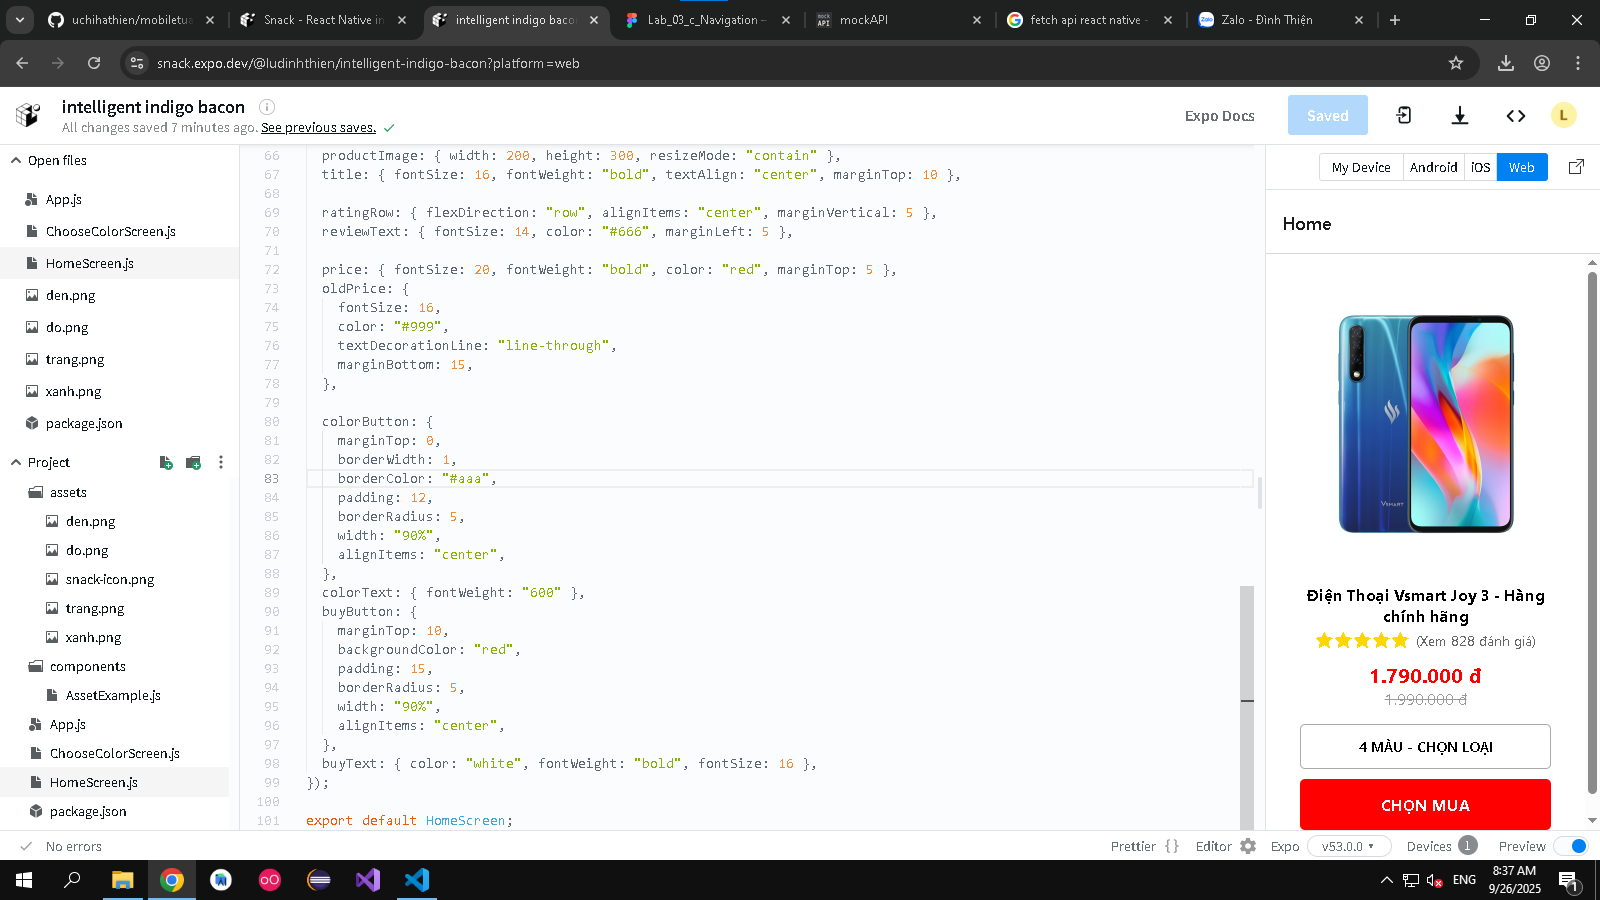 uchihathien/mobiletua
Snack - React Native in
intelligent indigo baco
Lab_03_c_Navigation –
mockAPI
fetch api react native -
Zalo - Đình Thiện
snack.expo.dev/@ludinhthien/intelligent-indigo-bacon?platform=web
intelligent indigo bacon
All changes saved 7 minutes ago. See previous saves.
Expo Docs
Saved
L
Open files
App.js
ChooseColorScreen.js
HomeScreen.js
den.png
do.png
trang.png
xanh.png
package.json
Project
assets
den.png
do.png
snack-icon.png
trang.png
xanh.png
components
AssetExample.js
App.js
ChooseColorScreen.js
HomeScreen.js
package.json
66 productImage: { width: 200, height: 300, resizeMode: "contain" },
67 title: { fontSize: 16, fontWeight: "bold", textAlign: "center", marginTop: 10 },
68
69 ratingRow: { flexDirection: "row", alignItems: "center", marginVertical: 5 },
70 reviewText: { fontSize: 14, color: "#666", marginLeft: 5 },
71
72 price: { fontSize: 20, fontWeight: "bold", color: "red", marginTop: 5 },
73 oldPrice: {
74 fontSize: 16,
75 color: "#999",
76 textDecorationLine: "line-through",
77 marginBottom: 15,
78 },
79
80 colorButton: {
81 marginTop: 0,
82 borderWidth: 1,
83 borderColor: "#aaa",
84 padding: 12,
85 borderRadius: 5,
86 width: "90%",
87 alignItems: "center",
88 },
89 colorText: { fontWeight: "600" },
90 buyButton: {
91 marginTop: 10,
92 backgroundColor: "red",
93 padding: 15,
94 borderRadius: 5,
95 width: "90%",
96 alignItems: "center",
97 },
98 buyText: { color: "white", fontWeight: "bold", fontSize: 16 },
99 });
100
101 export default HomeScreen;
My Device Android iOS Web
Home
VSMART
Điện Thoại Vsmart Joy 3 - Hàng
chính hãng
(Xem 828 đánh giá)
1.790.000 đ
1.990.000 đ
4 MÀU - CHỌN LOẠI
CHỌN MUA
No errors
Prettier {} Editor Expo v53.0.0 Devices 1 Preview
ENG
8:37 AM
9/26/2025
1